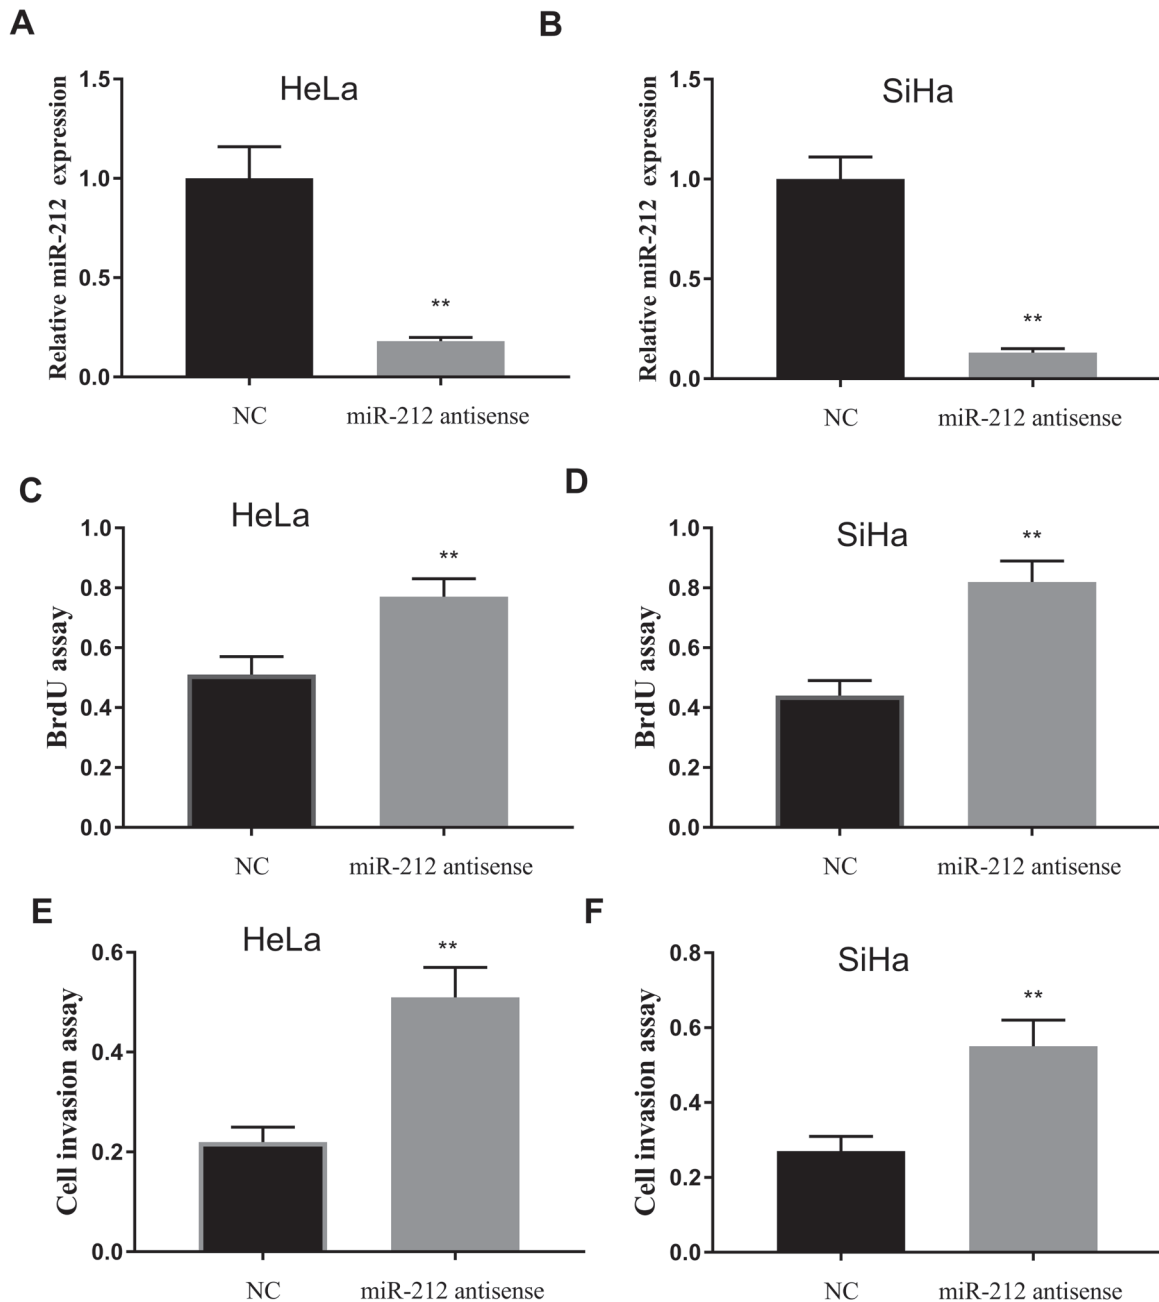 A
HeLa
Relative miR-212 expression
1.5
1.0
0.5
0.0
**
NC
miR-212 antisense
B
SiHa
Relative miR-212 expression
1.5
1.0
0.5
0.0
**
NC
miR-212 antisense
C
HeLa
BrdU assay
1.0
0.8
0.6
0.4
0.2
0.0
**
NC
miR-212 antisense
D
SiHa
BrdU assay
1.0
0.8
0.6
0.4
0.2
0.0
**
NC
miR-212 antisense
E
HeLa
Cell invasion assay
0.6
0.4
0.2
0.0
**
NC
miR-212 antisense
F
SiHa
Cell invasion assay
0.8
0.6
0.4
0.2
0.0
**
NC
miR-212 antisense